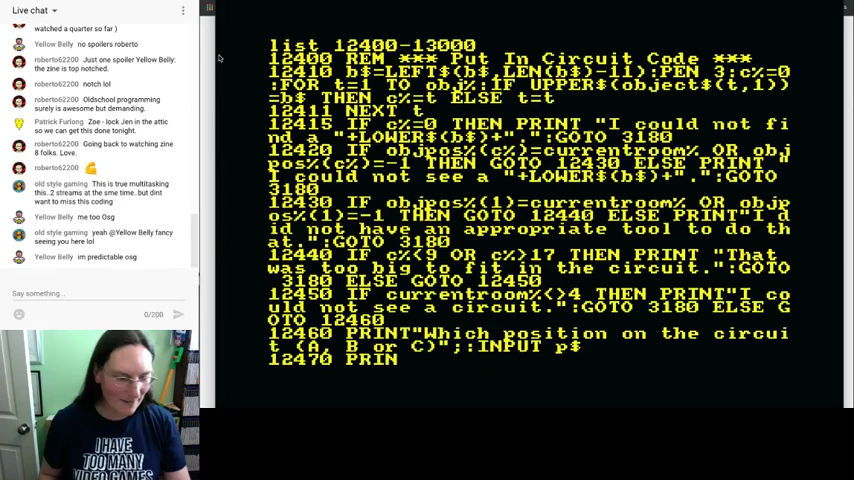 Live chat
watched a quarter so far )
Yellow Belly no spoilers roberto
roberto62200 Just one spoiler Yellow Belly:
the zine is top notched.
roberto62200 notch lol
roberto62200 Oldschool programming
surely is awesome but demanding.
Patrick Furlong Zoe - lock Jen in the attic
so we can get this done tonight.
roberto62200 Going back to watching zine
8 folks. Love.
roberto62200
old style gaming This is true multitasking
this..2 streams at the sme time..but dint
want to miss this coding
Yellow Belly me too Osg
old style gaming yeah @Yellow Belly fancy
seeing you here lol
Yellow Belly im predictable osg
Say something...
0/200
I HAVE
TOO MANY
VIDEO GAMES
list 12400-13000
12400 REM *** Put In Circuit Code ***
12410 b$=LEFT$(b$,LEN(b$)-11):PEN 3:c%=0
:FOR t=1 TO obj%:IF UPPER$(object$(t,1))
=b$ THEN c%=t ELSE t=t
12411 NEXT t
12415 IF c%=0 THEN PRINT "I could not fi
nd a "+LOWER$(b$)+".":GOTO 3180
12420 IF objpos%(c%)=currentroom% OR obj
pos%(c%)=-1 THEN GOTO 12430 ELSE PRINT "
I could not see a "+LOWER$(b$)+".":GOTO
3180
12430 IF objpos%(1)=currentroom% OR objp
os%(1)=-1 THEN GOTO 12440 ELSE PRINT"I d
id not have an appropriate tool to do th
at.":GOTO 3180
12440 IF c%<9 OR c%>17 THEN PRINT "That
was too big to fit in the circuit.":GOTO
3180 ELSE GOTO 12450
12450 IF currentroom%<>4 THEN PRINT"I co
uld not see a circuit.":GOTO 3180 ELSE G
OTO 12460
12460 PRINT"Which position on the circui
t (A, B or C)";:INPUT p$
12470 PRIN